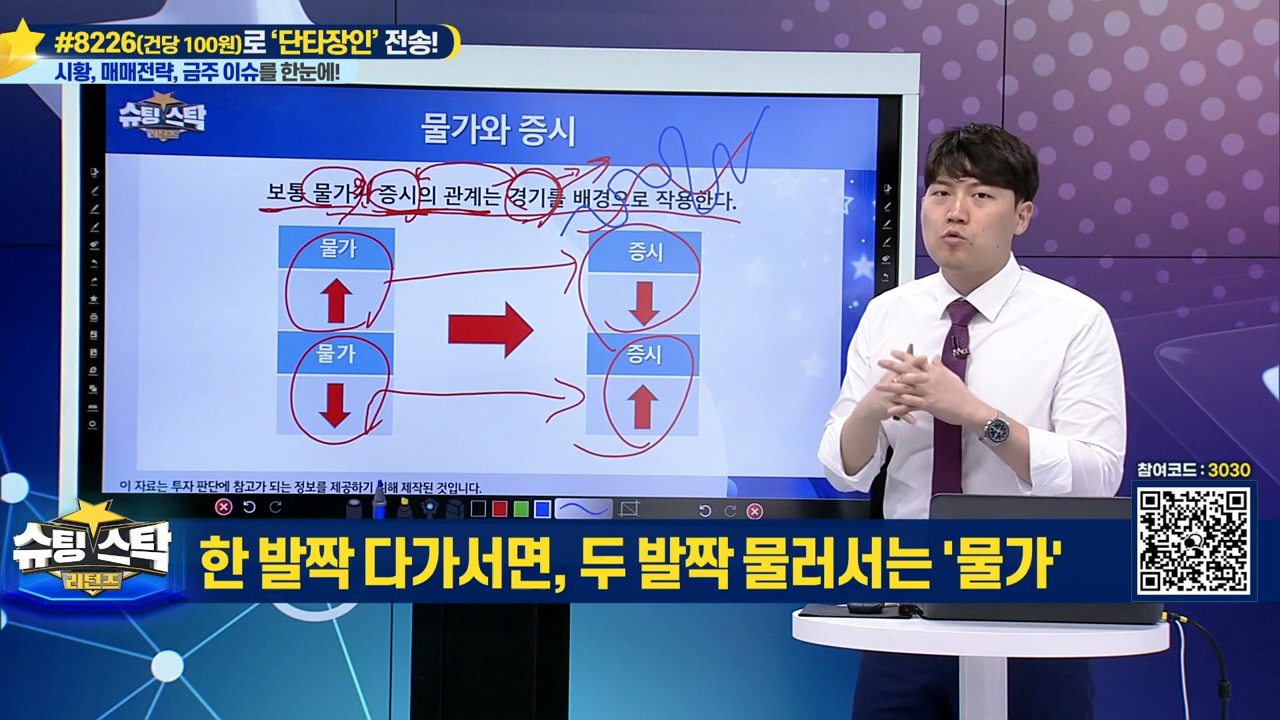 #8226(건당 100원)로 ‘단타장인’ 전송!
시황, 매매전략, 금주 이슈를 한눈에!
슈팅 스탁
리턴즈
물가와 증시
보통 물가와 증시의 관계는 경기를 배경으로 작용한다.
물가
증시
물가
증시
이 자료는 투자 판단에 참고가 되는 정보를 제공하기 위해 제작된 것입니다.
참여코드 : 3030
슈팅 스탁
리턴즈
한 발짝 다가서면, 두 발짝 물러서는 '물가'